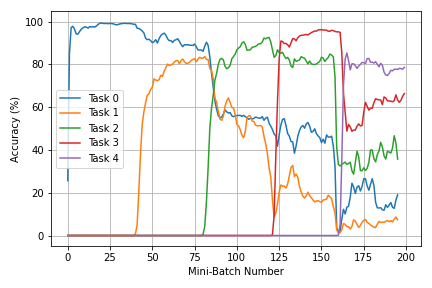 100
80
60
40
20
0
Accuracy (%)
Task 0
Task 1
Task 2
Task 3
Task 4
0 25 50 75 100 125 150 175 200
Mini-Batch Number